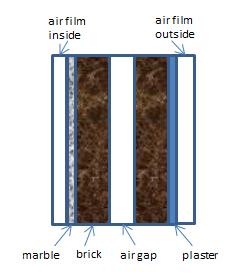 air film
inside
air film
outside
marble
brick
air gap
plaster